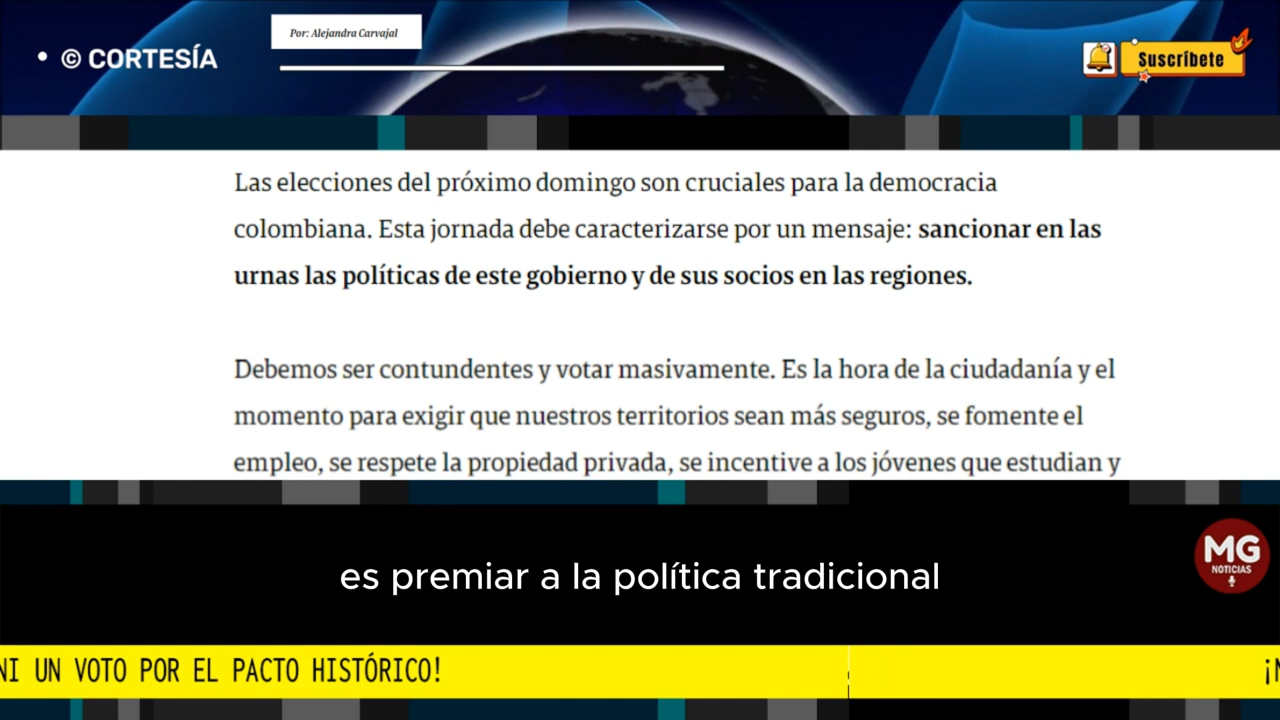 Por: Alejandra Carvajal
• © CORTESÍA
Suscríbete
Las elecciones del próximo domingo son cruciales para la democracia
colombiana. Esta jornada debe caracterizarse por un mensaje: sancionar en las
urnas las políticas de este gobierno y de sus socios en las regiones.
Debemos ser contundentes y votar masivamente. Es la hora de la ciudadanía y el
momento para exigir que nuestros territorios sean más seguros, se fomente el
empleo, se respete la propiedad privada, se incentive a los jóvenes que estudian y
es premiar a la política tradicional
MG
NOTICIAS
NI UN VOTO POR EL PACTO HISTÓRICO!